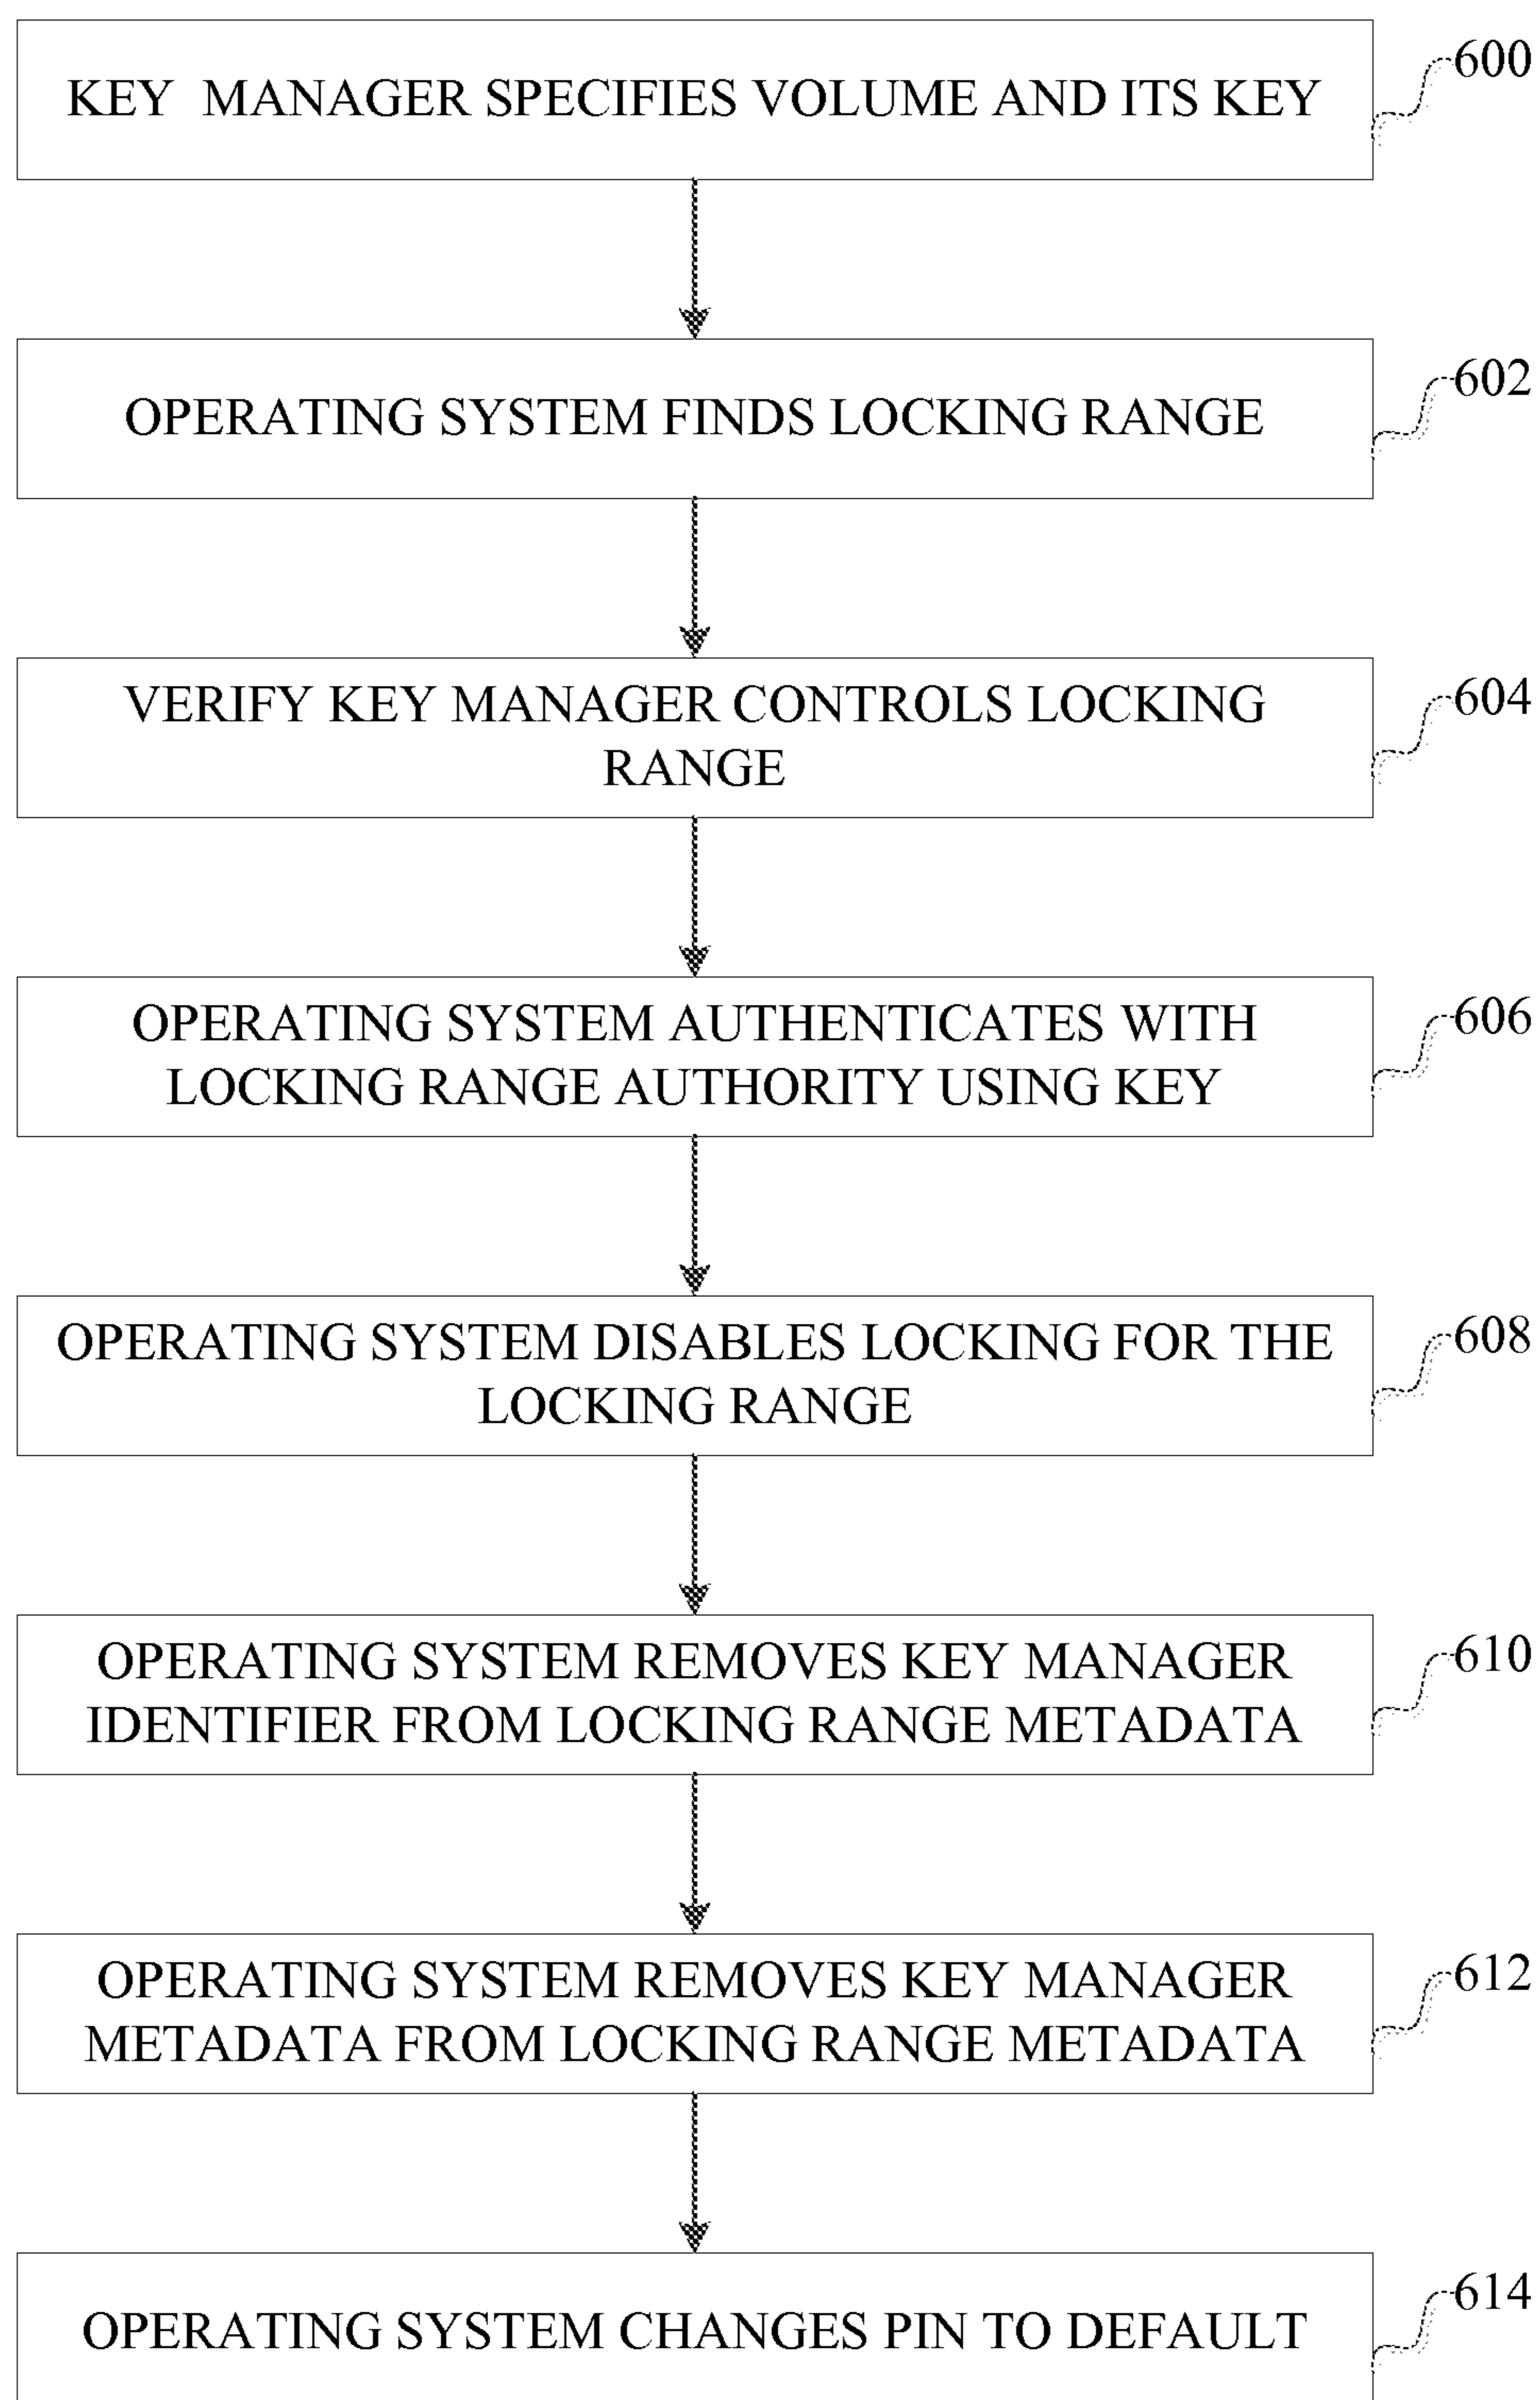 KEY MANAGER SPECIFIES VOLUME AND ITS KEY
600
OPERATING SYSTEM FINDS LOCKING RANGE
602
VERIFY KEY MANAGER CONTROLS LOCKING
RANGE
604
OPERATING SYSTEM AUTHENTICATES WITH
LOCKING RANGE AUTHORITY USING KEY
606
OPERATING SYSTEM DISABLES LOCKING FOR THE
LOCKING RANGE
608
OPERATING SYSTEM REMOVES KEY MANAGER
IDENTIFIER FROM LOCKING RANGE METADATA
610
OPERATING SYSTEM REMOVES KEY MANAGER
METADATA FROM LOCKING RANGE METADATA
612
OPERATING SYSTEM CHANGES PIN TO DEFAULT
614